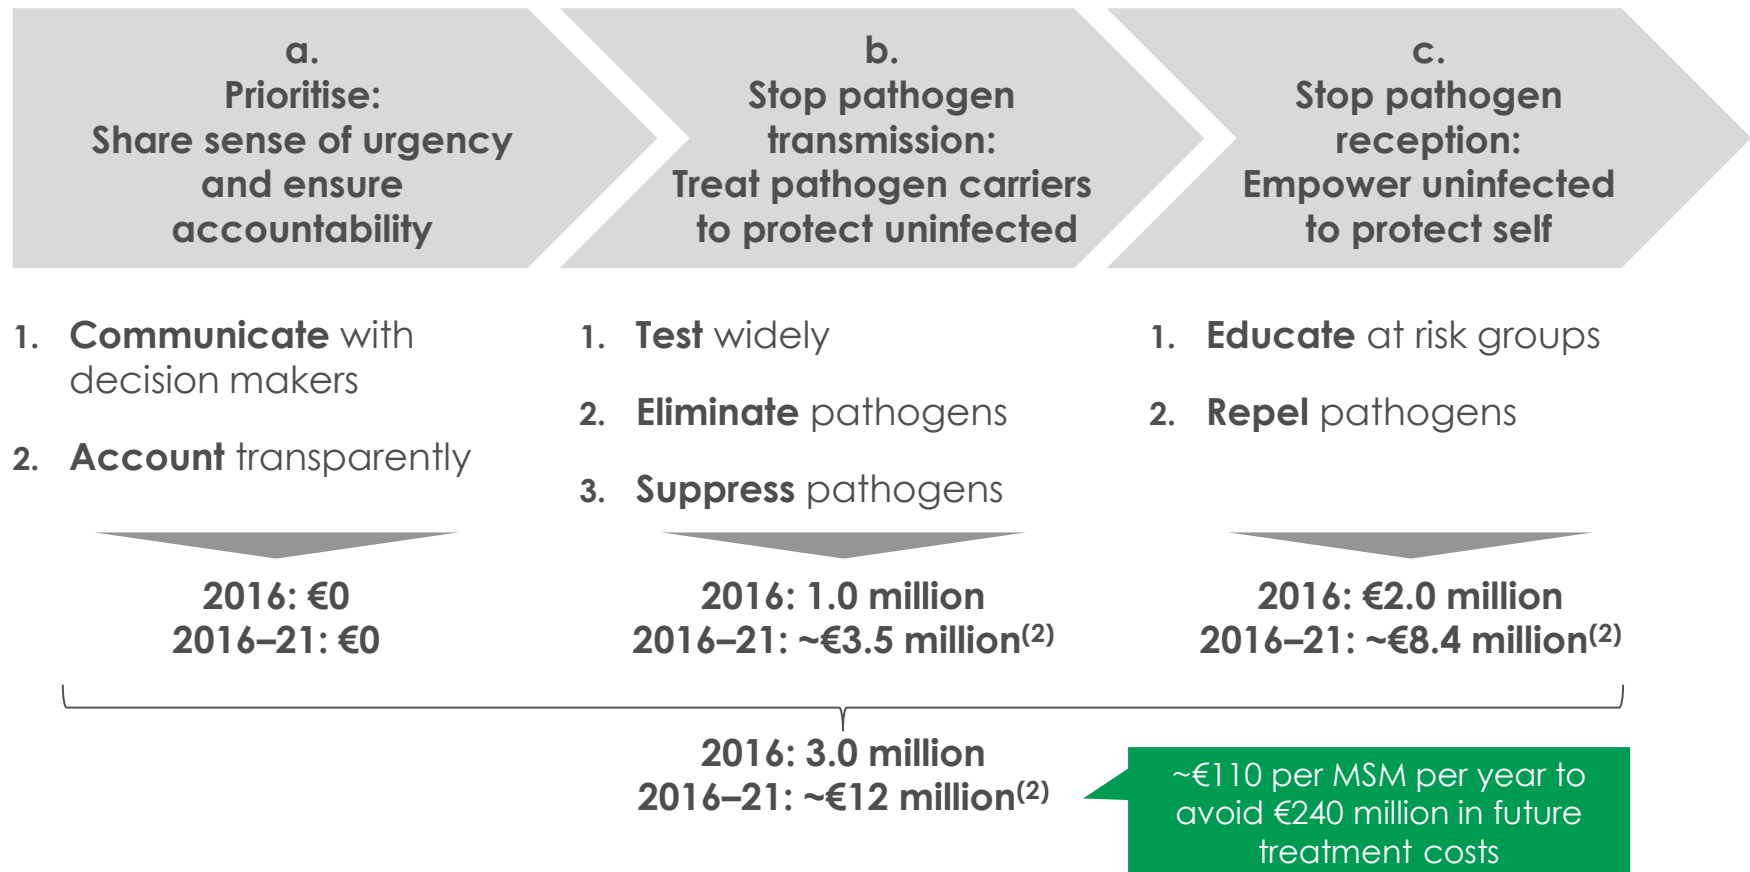 a.
Prioritise:
Share sense of urgency
and ensure
accountability
b.
Stop pathogen
transmission:
Treat pathogen carriers
to protect uninfected
c.
Stop pathogen
reception:
Empower uninfected
to protect self
1. Communicate with
decision makers
2. Account transparently
1. Test widely
2. Eliminate pathogens
3. Suppress pathogens
1. Educate at risk groups
2. Repel pathogens
2016: €0
2016–21: €0
2016: 1.0 million
2016–21: ~€3.5 million(2)
2016: €2.0 million
2016–21: ~€8.4 million(2)
2016: 3.0 million
2016–21: ~€12 million(2)
~€110 per MSM per year to
avoid €240 million in future
treatment costs